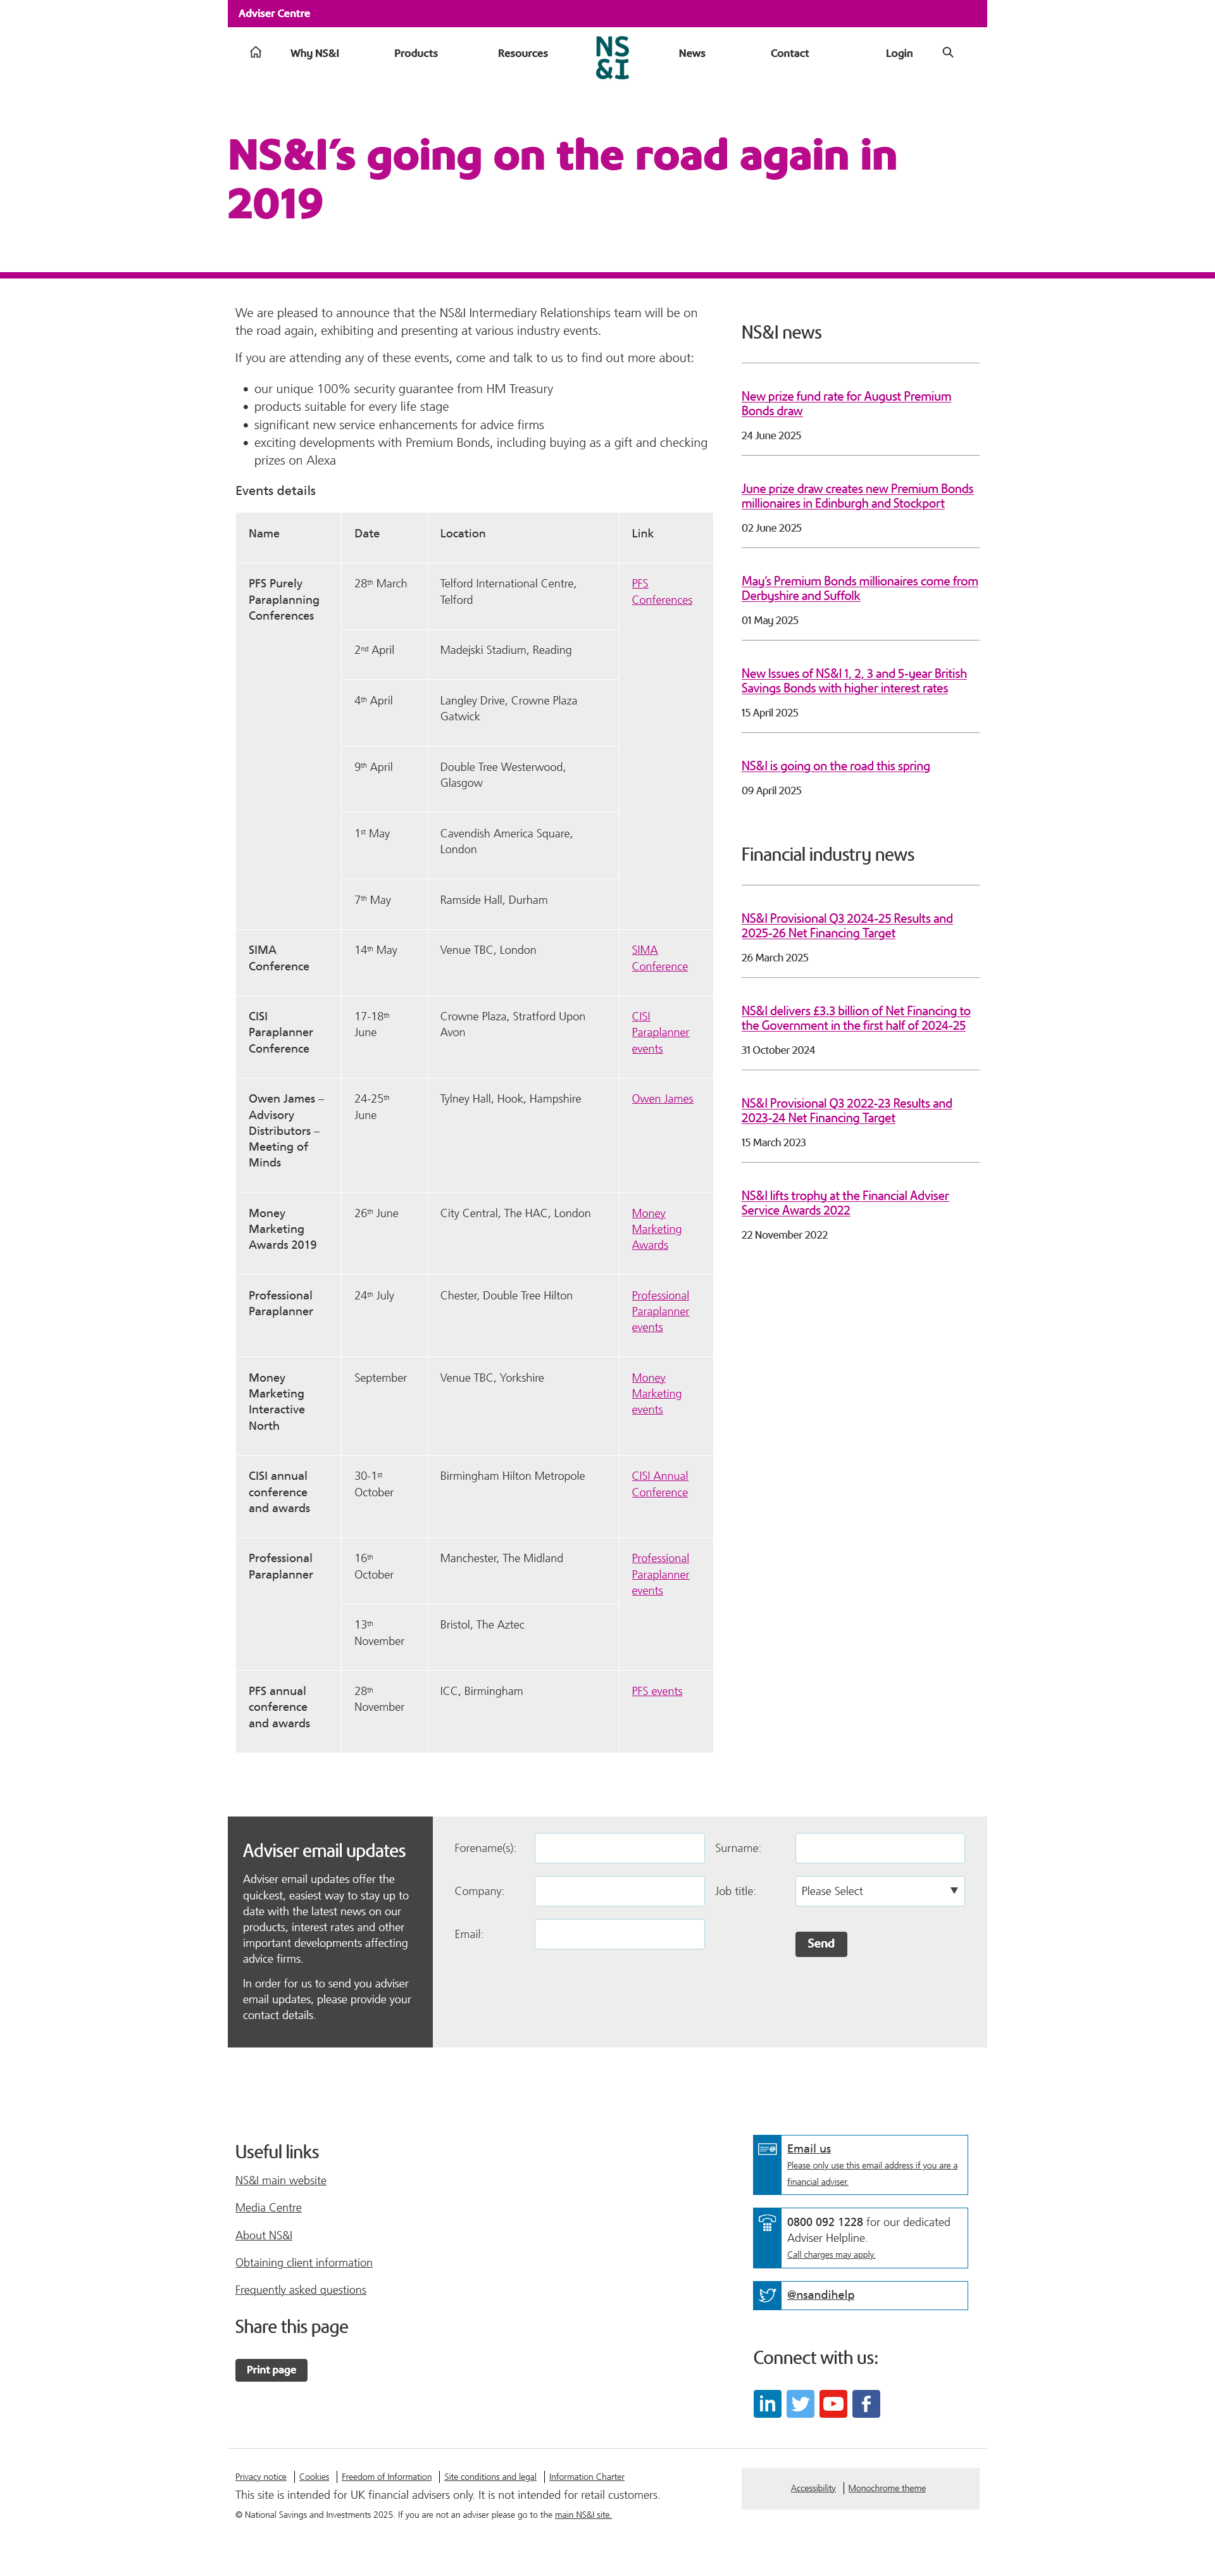 Adviser Centre
Why NS&I
Products
Resources
NS
&I
News
Contact
Login
NS&I's going on the road again in
2019
We are pleased to announce that the NS&I Intermediary Relationships team will be on
the road again, exhibiting and presenting at various industry events.
If you are attending any of these events, come and talk to us to find out more about:
• our unique 100% security guarantee from HM Treasury
• products suitable for every life stage
• significant new service enhancements for advice firms
• exciting developments with Premium Bonds, including buying as a gift and checking
prizes on Alexa
Events details
Name Date Location Link
PFS Purely
Paraplanning
Conferences
28th March
Telford International Centre,
Telford
PFS
Conferences
2nd April
Madejski Stadium, Reading
4th April
Langley Drive, Crowne Plaza
Gatwick
9th April
Double Tree Westerwood,
Glasgow
1st May
Cavendish America Square,
London
7th May
Ramside Hall, Durham
SIMA
Conference
14th May
Venue TBC, London
SIMA
Conference
CISI
Paraplanner
Conference
17-18th
June
Crowne Plaza, Stratford Upon
Avon
CISI
Paraplanner
events
Owen James –
Advisory
Distributors –
Meeting of
Minds
24-25th
June
Tylney Hall, Hook, Hampshire
Owen James
Money
Marketing
Awards 2019
26th June
City Central, The HAC, London
Money
Marketing
Awards
Professional
Paraplanner
24th July
Chester, Double Tree Hilton
Professional
Paraplanner
events
Money
Marketing
Interactive
North
September
Venue TBC, Yorkshire
Money
Marketing
events
CISI annual
conference
and awards
30-1st
October
Birmingham Hilton Metropole
CISI Annual
Conference
Professional
Paraplanner
16th
October
Manchester, The Midland
Professional
Paraplanner
events
13th
November
Bristol, The Aztec
PFS annual
conference
and awards
28th
November
ICC, Birmingham
PFS events
NS&I news
New prize fund rate for August Premium
Bonds draw
24 June 2025
June prize draw creates new Premium Bonds
millionaires in Edinburgh and Stockport
02 June 2025
May's Premium Bonds millionaires come from
Derbyshire and Suffolk
01 May 2025
New Issues of NS&I 1, 2, 3 and 5-year British
Savings Bonds with higher interest rates
15 April 2025
NS&I is going on the road this spring
09 April 2025
Financial industry news
NS&I Provisional Q3 2024-25 Results and
2025-26 Net Financing Target
26 March 2025
NS&I delivers £3.3 billion of Net Financing to
the Government in the first half of 2024-25
31 October 2024
NS&I Provisional Q3 2022-23 Results and
2023-24 Net Financing Target
15 March 2023
NS&I lifts trophy at the Financial Adviser
Service Awards 2022
22 November 2022
Adviser email updates
Adviser email updates offer the
quickest, easiest way to stay up to
date with the latest news on our
products, interest rates and other
important developments affecting
advice firms.
In order for us to send you adviser
email updates, please provide your
contact details.
Forename(s):
Surname:
Company:
Job title:
Please Select
Email:
Send
Useful links
NS&I main website
Media Centre
About NS&I
Obtaining client information
Frequently asked questions
Share this page
Print page
Email us
Please only use this email address if you are a
financial adviser.
0800 092 1228 for our dedicated
Adviser Helpline.
Call charges may apply.
@nsandihelp
Connect with us:
Privacy notice
Cookies
Freedom of Information
Site conditions and legal
Information Charter
This site is intended for UK financial advisers only. It is not intended for retail customers.
© National Savings and Investments 2025. If you are not an adviser please go to the main NS&I site.
Accessibility
Monochrome theme